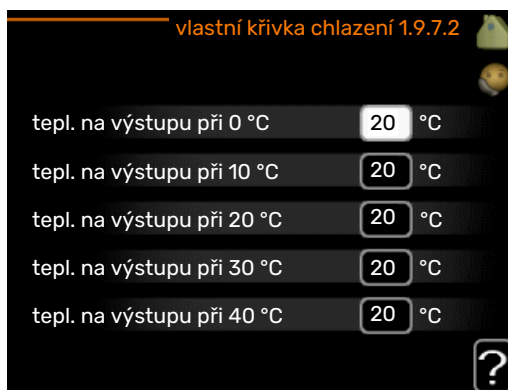 vlastní křivka chlazení 1.9.7.2
tepl. na výstupu při 0 °C 20 °C
tepl. na výstupu při 10 °C 20 °C
tepl. na výstupu při 20 °C 20 °C
tepl. na výstupu při 30 °C 20 °C
tepl. na výstupu při 40 °C 20 °C
?